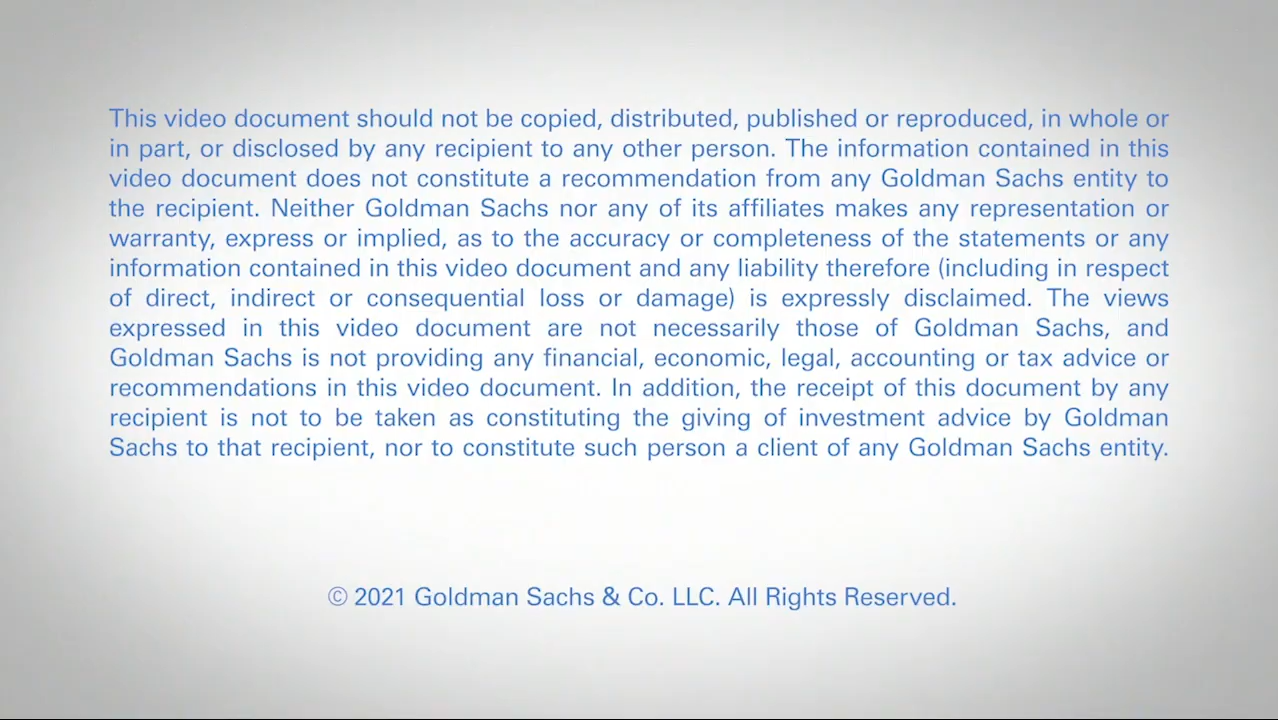 This video document should not be copied, distributed, published or reproduced, in whole or
in part, or disclosed by any recipient to any other person. The information contained in this
video document does not constitute a recommendation from any Goldman Sachs entity to
the recipient. Neither Goldman Sachs nor any of its affiliates makes any representation or
warranty, express or implied, as to the accuracy or completeness of the statements or any
information contained in this video document and any liability therefore (including in respect
of direct, indirect or consequential loss or damage) is expressly disclaimed. The views
expressed in this video document are not necessarily those of Goldman Sachs, and
Goldman Sachs is not providing any financial, economic, legal, accounting or tax advice or
recommendations in this video document. In addition, the receipt of this document by any
recipient is not to be taken as constituting the giving of investment advice by Goldman
Sachs to that recipient, nor to constitute such person a client of any Goldman Sachs entity.
© 2021 Goldman Sachs & Co. LLC. All Rights Reserved.